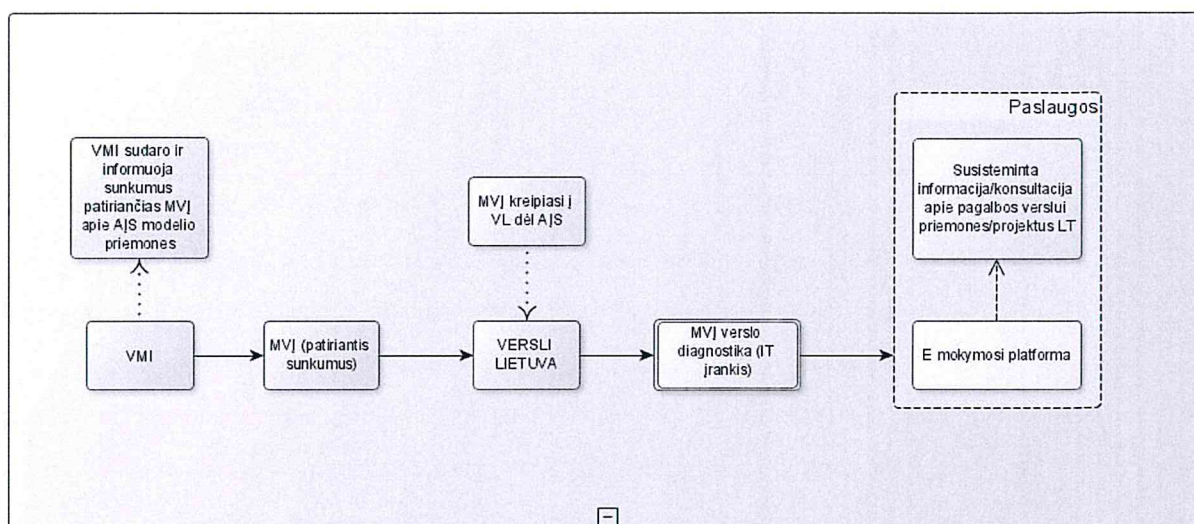 Paslaugos
VMI sudaro ir
informuoja
sunkumus
patiriančias MVĮ
apie AĮS modelio
priemones
MVĮ kreipiasi į
VL dėl AĮS
Susisteminta
informacija/konsultacija
apie pagalbos verslui
priemones/projektus LT
VMI
MVĮ (patiriantis
sunkumus)
VERSLI
LIETUVA
MVĮ verslo
diagnostika (IT
įrankis)
E mokymosi platforma